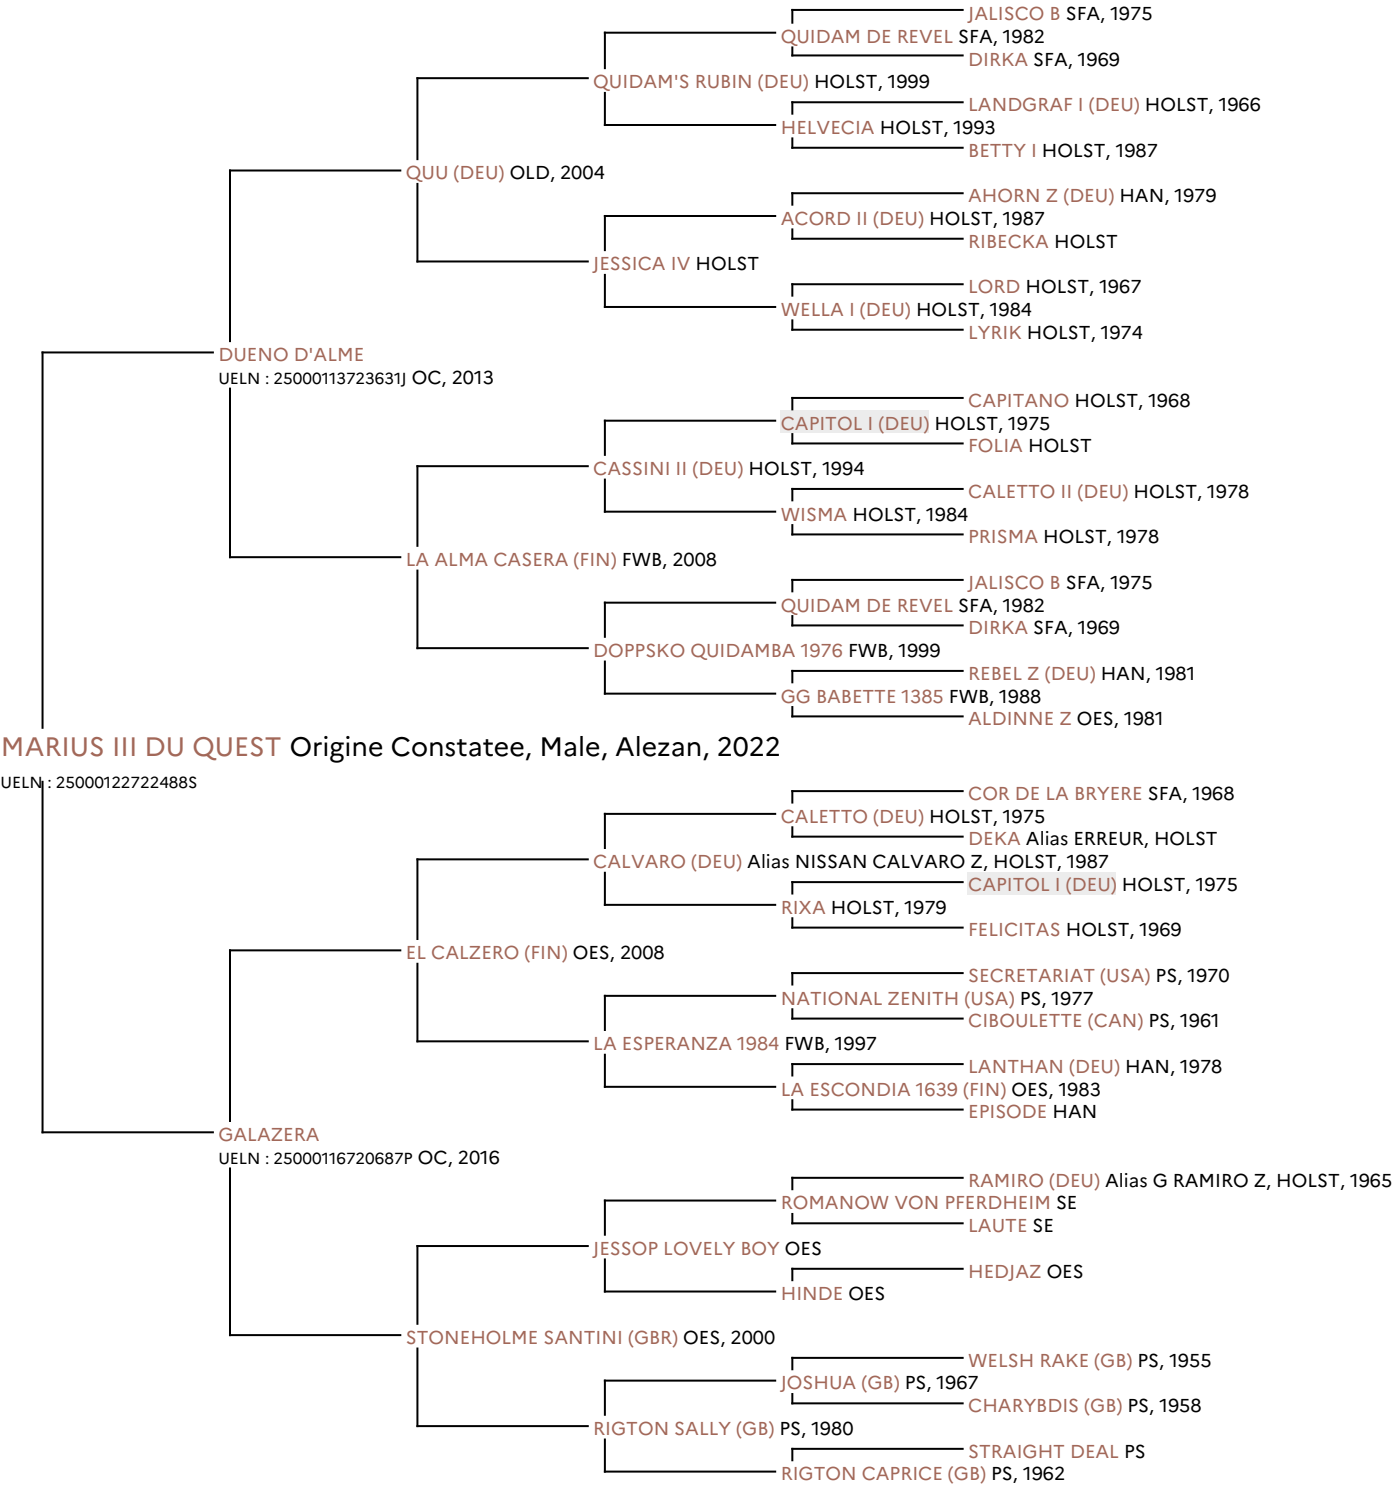 JALISCO B SFA, 1975
QUIDAM DE REVEL SFA, 1982
DIRKA SFA, 1969
QUIDAM'S RUBIN (DEU) HOLST, 1999
LANDGRAF I (DEU) HOLST, 1966
HELVECIA HOLST, 1993
BETTY I HOLST, 1987
QUU (DEU) OLD, 2004
AHORN Z (DEU) HAN, 1979
ACORD II (DEU) HOLST, 1987
RIBECKA HOLST
JESSICA IV HOLST
LORD HOLST, 1967
WELLA I (DEU) HOLST, 1984
LYRIK HOLST, 1974
DUENO D'ALME
UELN : 25000113723631J OC, 2013
CAPITANO HOLST, 1968
CAPITOL I (DEU) HOLST, 1975
FOLIA HOLST
CASSINI II (DEU) HOLST, 1994
CALETTO II (DEU) HOLST, 1978
WISMA HOLST, 1984
PRISMA HOLST, 1978
LA ALMA CASERA (FIN) FWB, 2008
JALISCO B SFA, 1975
QUIDAM DE REVEL SFA, 1982
DIRKA SFA, 1969
DOPPSKO QUIDAMBA 1976 FWB, 1999
REBEL Z (DEU) HAN, 1981
GG BABETTE 1385 FWB, 1988
ALDINNE Z OES, 1981
MARIUS III DU QUEST Origine Constatee, Male, Alezan, 2022
UELN : 25000122722488S
COR DE LA BRYERE SFA, 1968
CALETTO (DEU) HOLST, 1975
DEKA Alias ERREUR, HOLST
CALVARO (DEU) Alias NISSAN CALVARO Z, HOLST, 1987
CAPITOL I (DEU) HOLST, 1975
RIXA HOLST, 1979
FELICITAS HOLST, 1969
EL CALZERO (FIN) OES, 2008
SECRETARIAT (USA) PS, 1970
NATIONAL ZENITH (USA) PS, 1977
CIBOULETTE (CAN) PS, 1961
LA ESPERANZA 1984 FWB, 1997
LANTHAN (DEU) HAN, 1978
LA ESCONDIA 1639 (FIN) OES, 1983
EPISODE HAN
GALAZERA
UELN : 25000116720687P OC, 2016
RAMIRO (DEU) Alias G RAMIRO Z, HOLST, 1965
ROMANOW VON PFERDHEIM SE
LAUTE SE
JESSOP LOVELY BOY OES
HEDJAZ OES
HINDE OES
STONEHOLME SANTINI (GBR) OES, 2000
WELSH RAKE (GB) PS, 1955
JOSHUA (GB) PS, 1967
CHARYBDIS (GB) PS, 1958
RIGTON SALLY (GB) PS, 1980
STRAIGHT DEAL PS
RIGTON CAPRICE (GB) PS, 1962